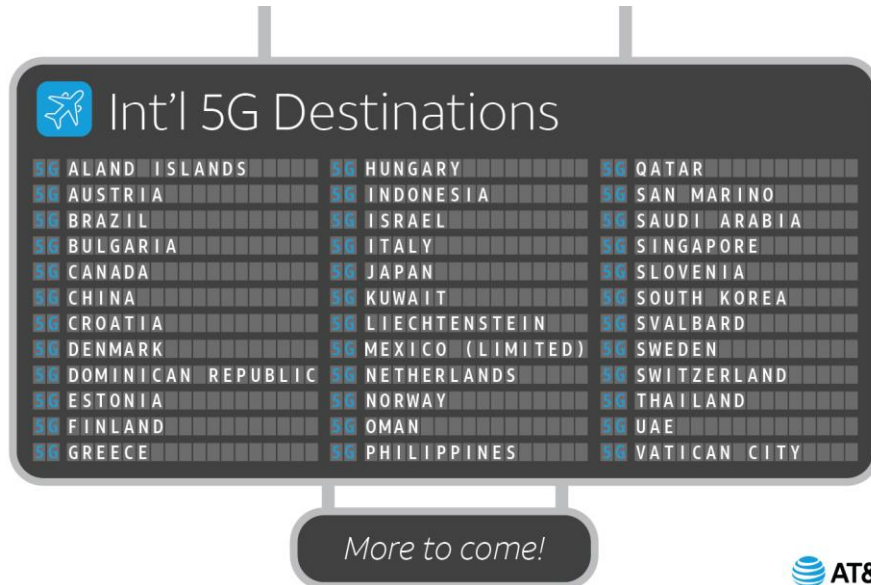 Int'l 5G Destinations
5G ALAND ISLANDS
5G AUSTRIA
5G BRAZIL
5G BULGARIA
5G CANADA
5G CHINA
5G CROATIA
5G DENMARK
5G DOMINICAN REPUBLIC
5G ESTONIA
5G FINLAND
5G GREECE
5G HUNGARY
5G INDONESIA
5G ISRAEL
5G ITALY
5G JAPAN
5G KUWAIT
5G LIECHTENSTEIN
5G MEXICO (LIMITED)
5G NETHERLANDS
5G NORWAY
5G OMAN
5G PHILIPPINES
5G QATAR
5G SAN MARINO
5G SAUDI ARABIA
5G SINGAPORE
5G SLOVENIA
5G SOUTH KOREA
5G SVALBARD
5G SWEDEN
5G SWITZERLAND
5G THAILAND
5G UAE
5G VATICAN CITY
More to come!
AT&